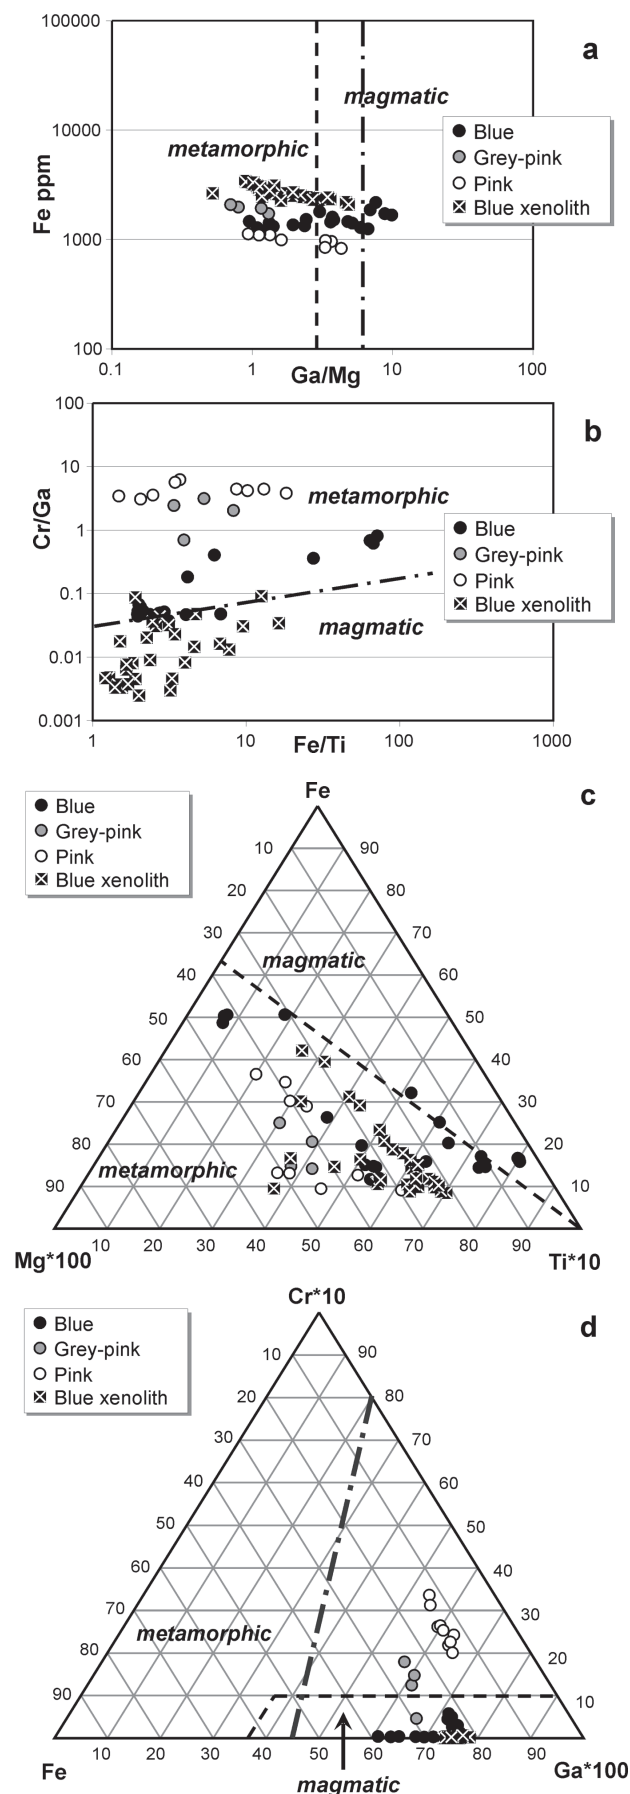 100000
a
magmatic
10000
metamorphic
Fe ppm
Blue
Grey-pink
Pink
Blue xenolith
1000
100
0.1 1 10 100
Ga/Mg
100
b
10
metamorphic
Cr/Ga
1
Blue
Grey-pink
Pink
Blue xenolith
0.1
magmatic
0.01
0.001
1 10 100 1000
Fe/Ti
Fe
c
Blue
Grey-pink
Pink
Blue xenolith
10 90
20 80
30 70
magmatic
40 60
50 50
60 40
70 30
80 20
metamorphic
90 10
10 20 30 40 50 60 70 80 90
Mg*100 Ti*10
Cr*10
d
Blue
Grey-pink
Pink
Blue xenolith
10 90
20 80
30 70
40 60
50 50
60 40
70 30
metamorphic
80 20
90 10
10 20 30 40 50 60 70 80 90
Fe Ga*100
magmatic